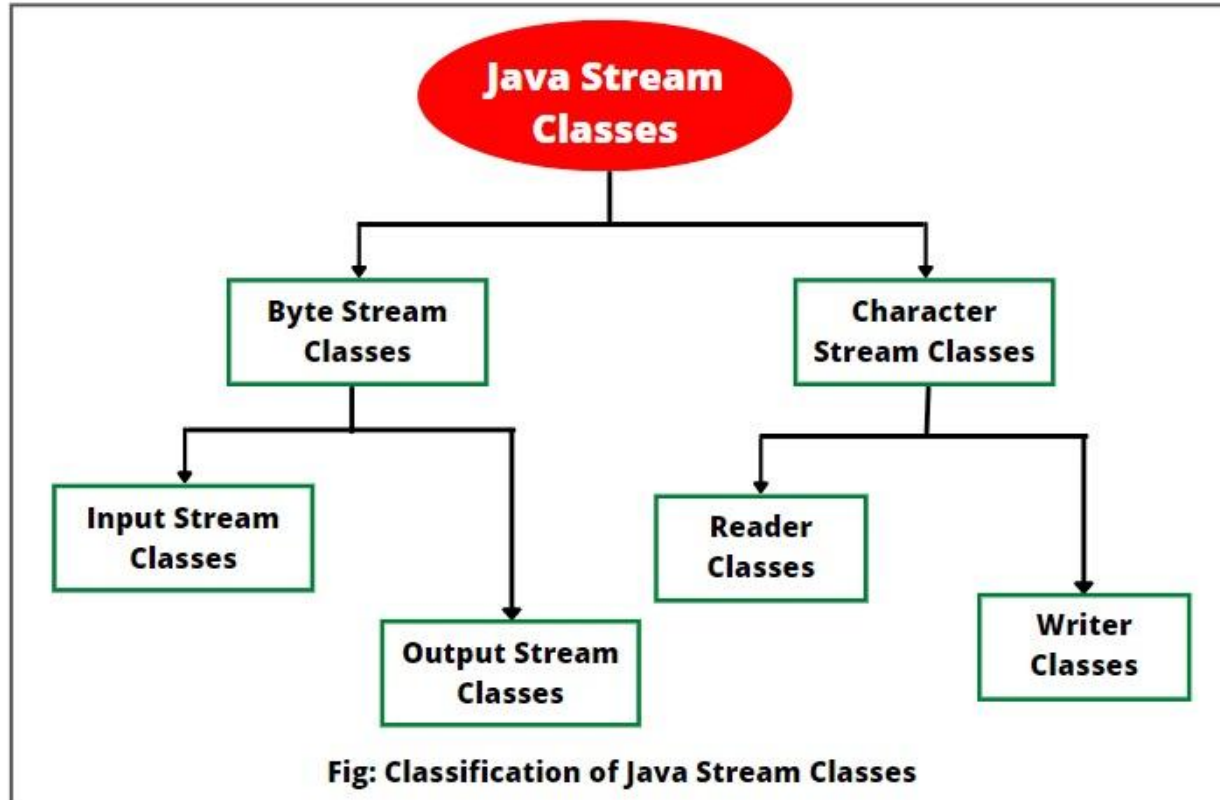 Java Stream
Classes
Byte Stream
Classes
Character
Stream Classes
Input Stream
Classes
Output Stream
Classes
Reader
Classes
Writer
Classes
Fig: Classification of Java Stream Classes